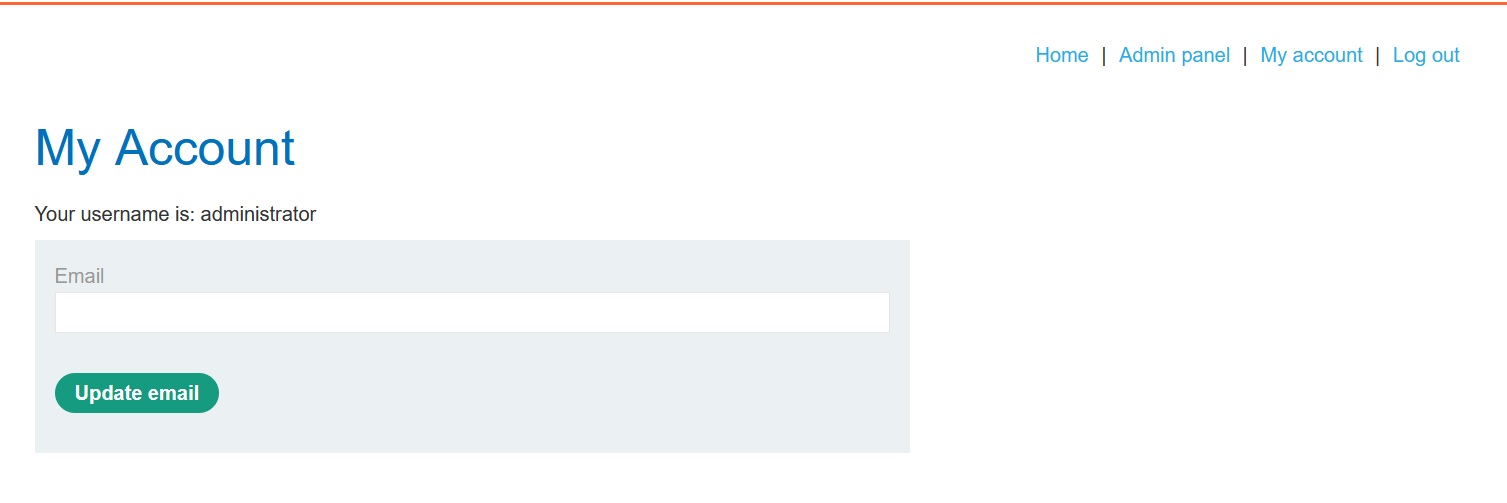 Home | Admin panel | My account | Log out
My Account
Your username is: administrator
Email
Update email